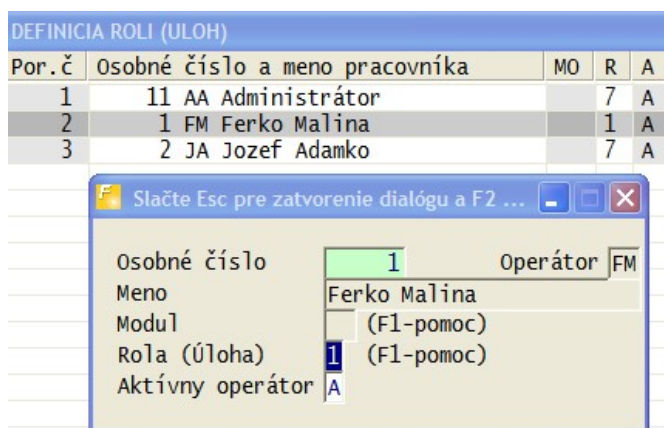 DEFINICIA ROLI (ULOH)
Por.č Osobné číslo a meno pracovníka MO R A
1 11 AA Administrátor 7 A
2 1 FM Ferko Malina 1 A
3 2 JA Jozef Adamko 7 A
Slačte Esc pre zatvorenie dialógu a F2 ...
Osobné číslo 1 Operátor FM
Meno Ferko Malina
Modul (F1-pomoc)
Rola (Úloha) 1 (F1-pomoc)
Aktívny operátor A